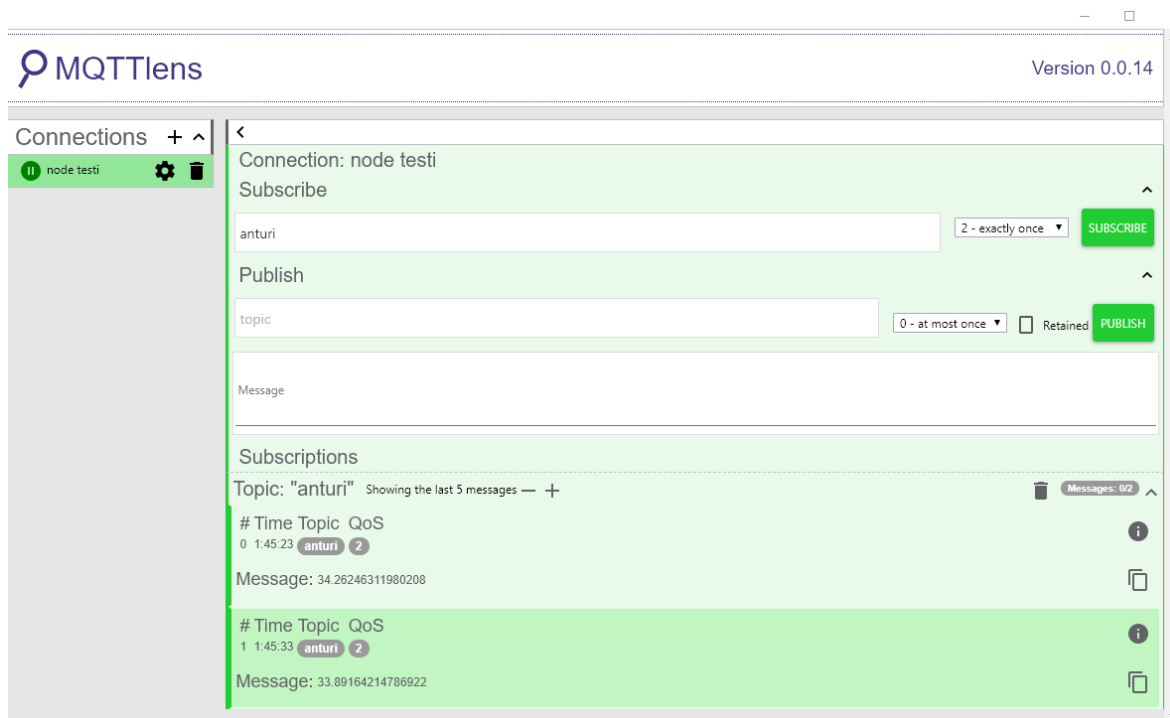 MQTTlens
Version 0.0.14
Connections
node testi
Connection: node testi
Subscribe
anturi
2 - exactly once
SUBSCRIBE
Publish
topic
0 - at most once
Retained
PUBLISH
Message
Subscriptions
Topic: "anturi" Showing the last 5 messages
Messages: 0/2
# Time Topic QoS
0 1:45:23 anturi 2
Message: 34.26246311980208
# Time Topic QoS
1 1:45:33 anturi 2
Message: 33.89164214786922